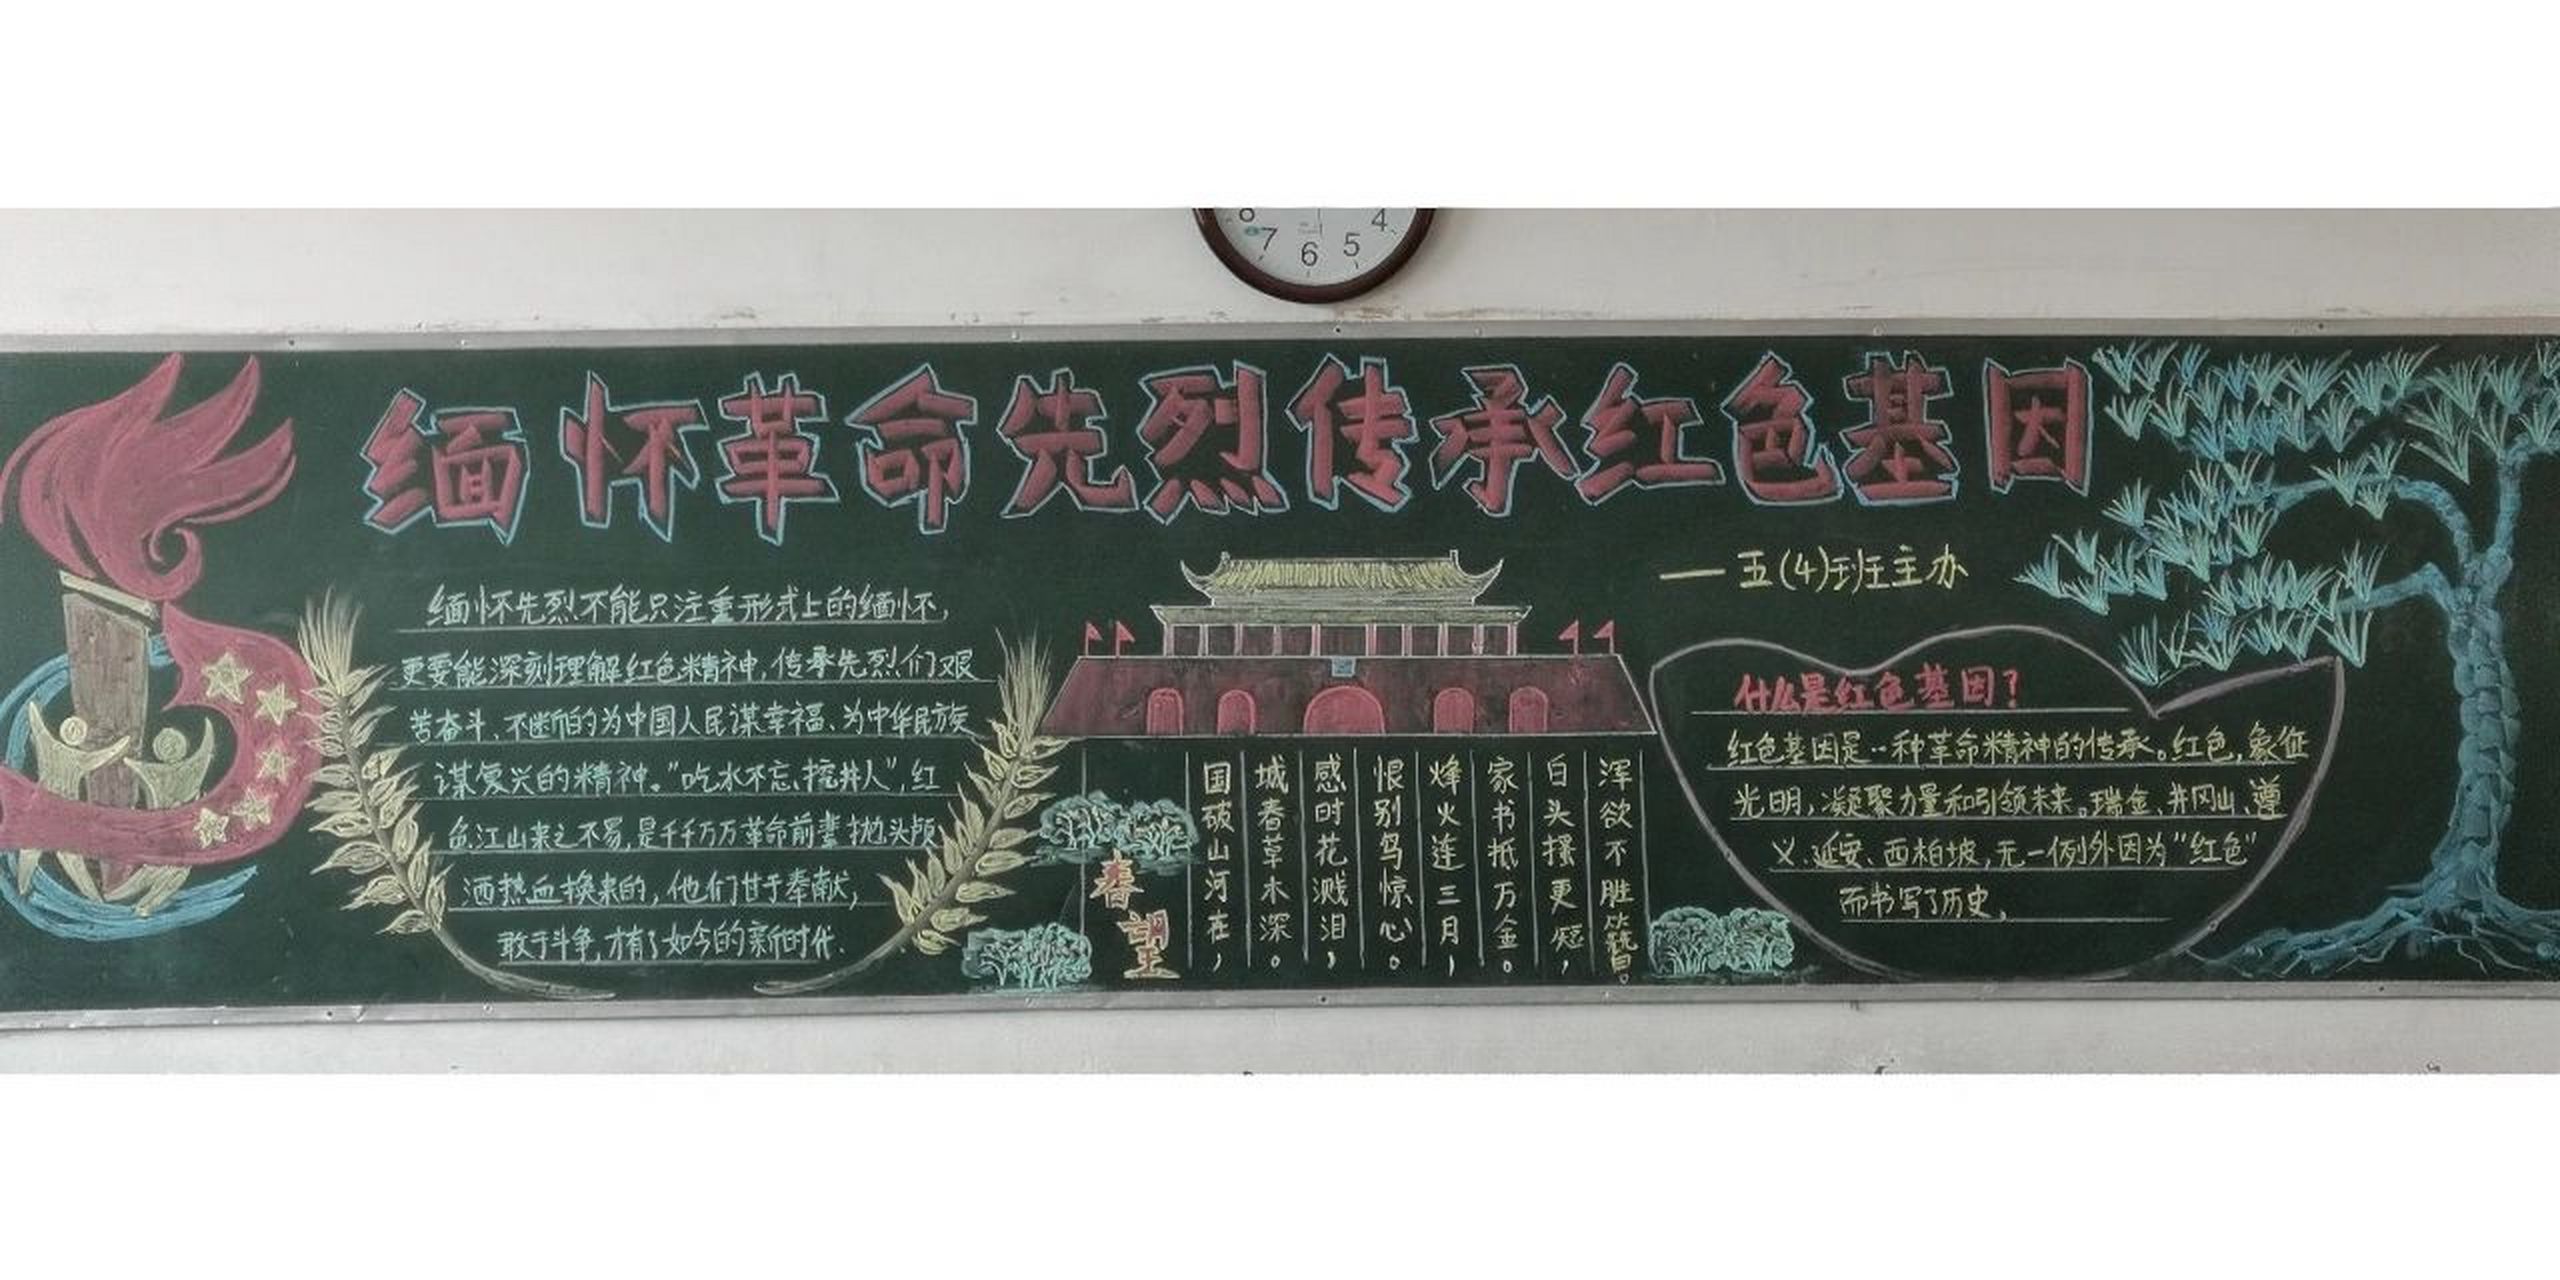 8 7 6 5 4
缅怀革命先烈传承红色基因
—五(4)班主办
缅怀先烈不能只注重形式上的缅怀,
更要能深刻理解红色精神,传承先烈们艰
苦奋斗、不断的为中国人民谋幸福、为中华民族
谋复兴的精神。“吃水不忘挖井人”,红
色江山来之不易,是千千万万革命前辈抛头颅
洒热血换来的,他们甘于奉献,
敢于斗争,才有了如今的新时代.
春望
国破山河在,
城春草木深。
感时花溅泪,
恨别鸟惊心。
烽火连三月,
家书抵万金。
白头搔更短,
浑欲不胜簪。
什么是红色基因?
红色基因是一种革命精神的传承。红色,象征
光明,凝聚力量和引领未来。瑞金、井冈山、遵
义、延安、西柏坡,无一例外因为“红色”
而书写了历史。